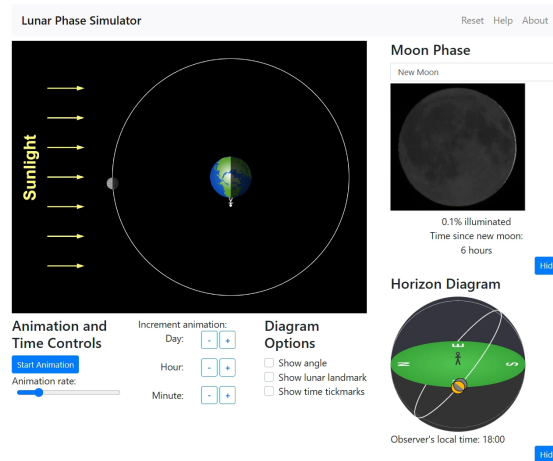 Lunar Phase Simulator
Reset Help About
Sunlight
Moon Phase
New Moon
0.1% illuminated
Time since new moon:
6 hours
Hid
Horizon Diagram
N E S
Observer's local time: 18:00
Hid
Animation and
Time Controls
Start Animation
Animation rate:
Increment animation:
Day: - +
Hour: - +
Minute: - +
Diagram
Options
Show angle
Show lunar landmark
Show time tickmarks